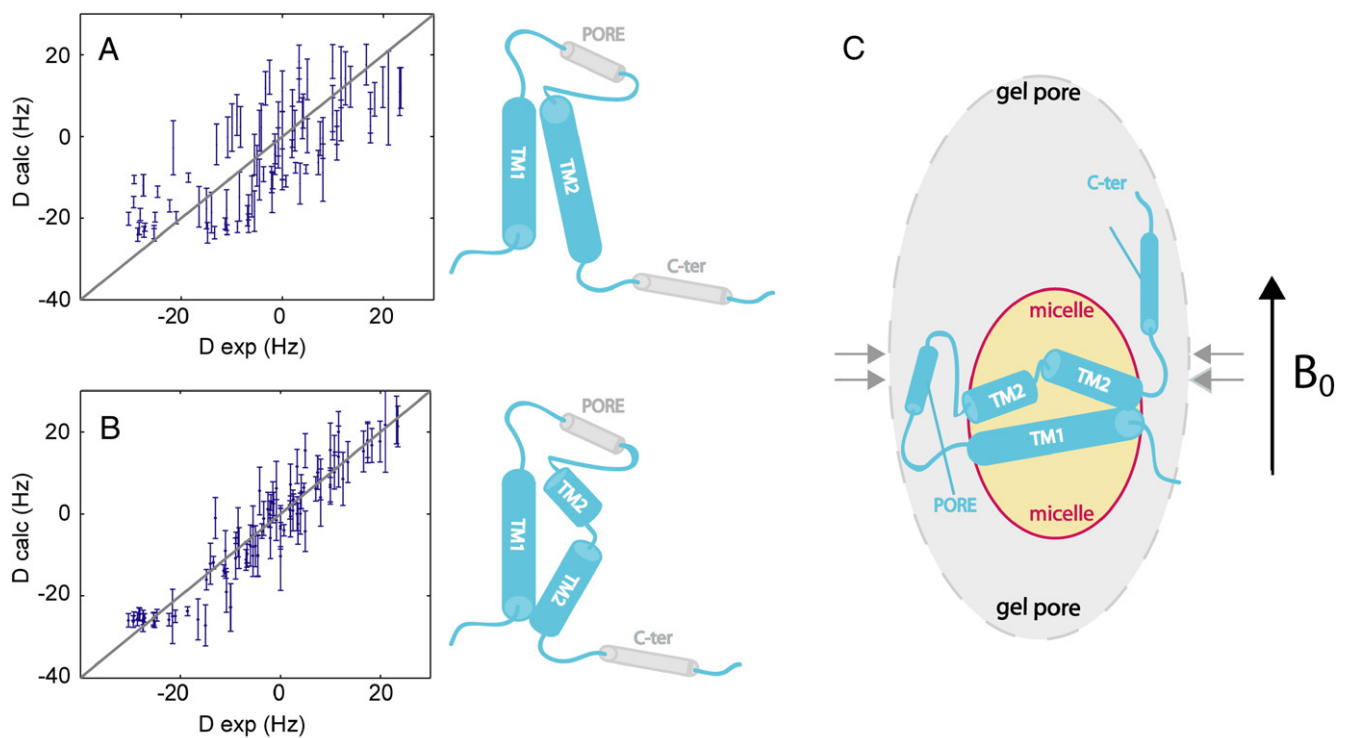 A
20
0
-20
-40
D calc (Hz)
-20 0 20
D exp (Hz)
PORE
TM1
TM2
C-ter
B
20
0
-20
-40
D calc (Hz)
-20 0 20
D exp (Hz)
PORE
TM1
TM2
TM2
C-ter
C
gel pore
C-ter
micelle
TM2
TM2
TM1
PORE
micelle
gel pore
B0